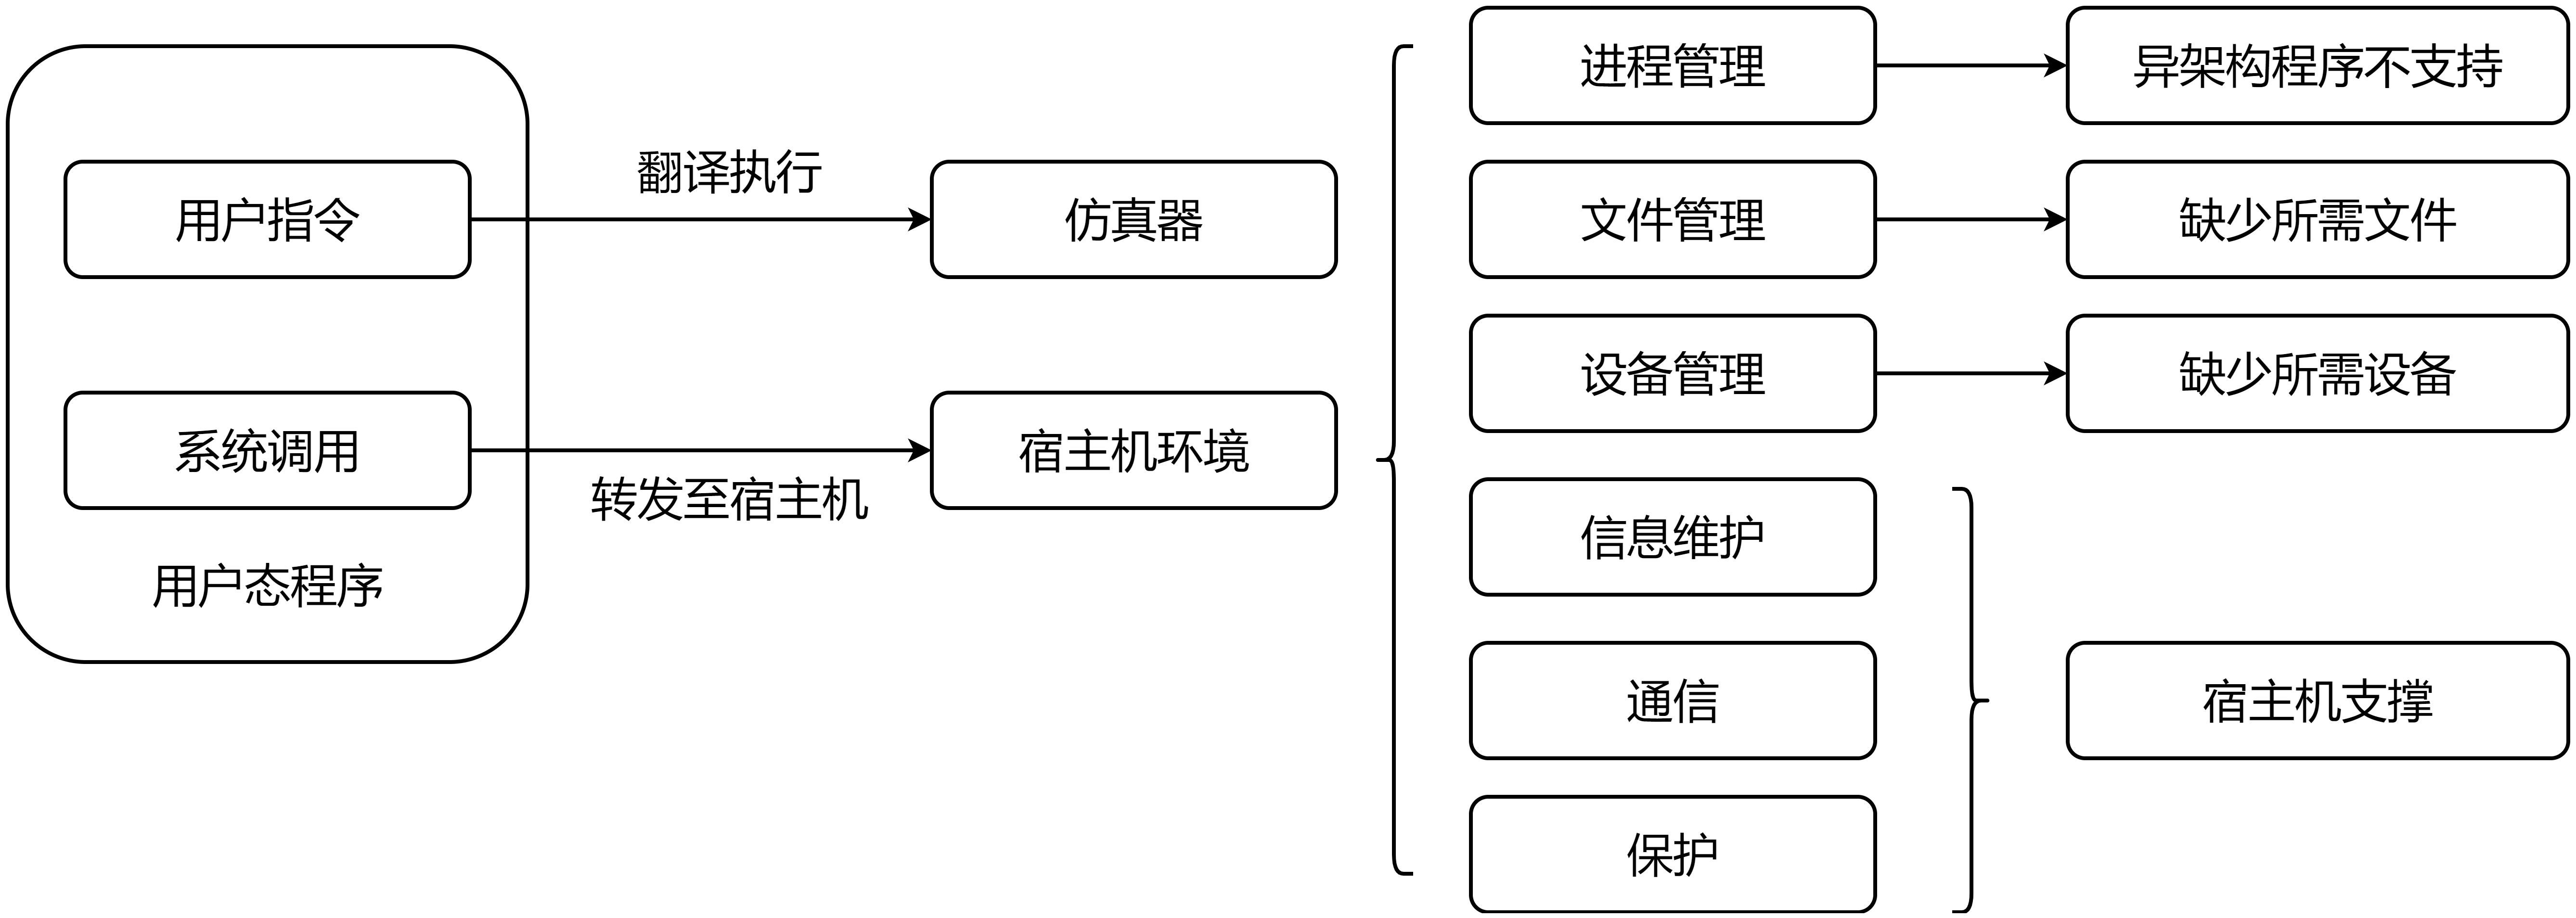 用户指令
系统调用
用户态程序
翻译执行
转发至宿主机
仿真器
宿主机环境
进程管理
文件管理
设备管理
信息维护
通信
保护
异架构程序不支持
缺少所需文件
缺少所需设备
宿主机支撑